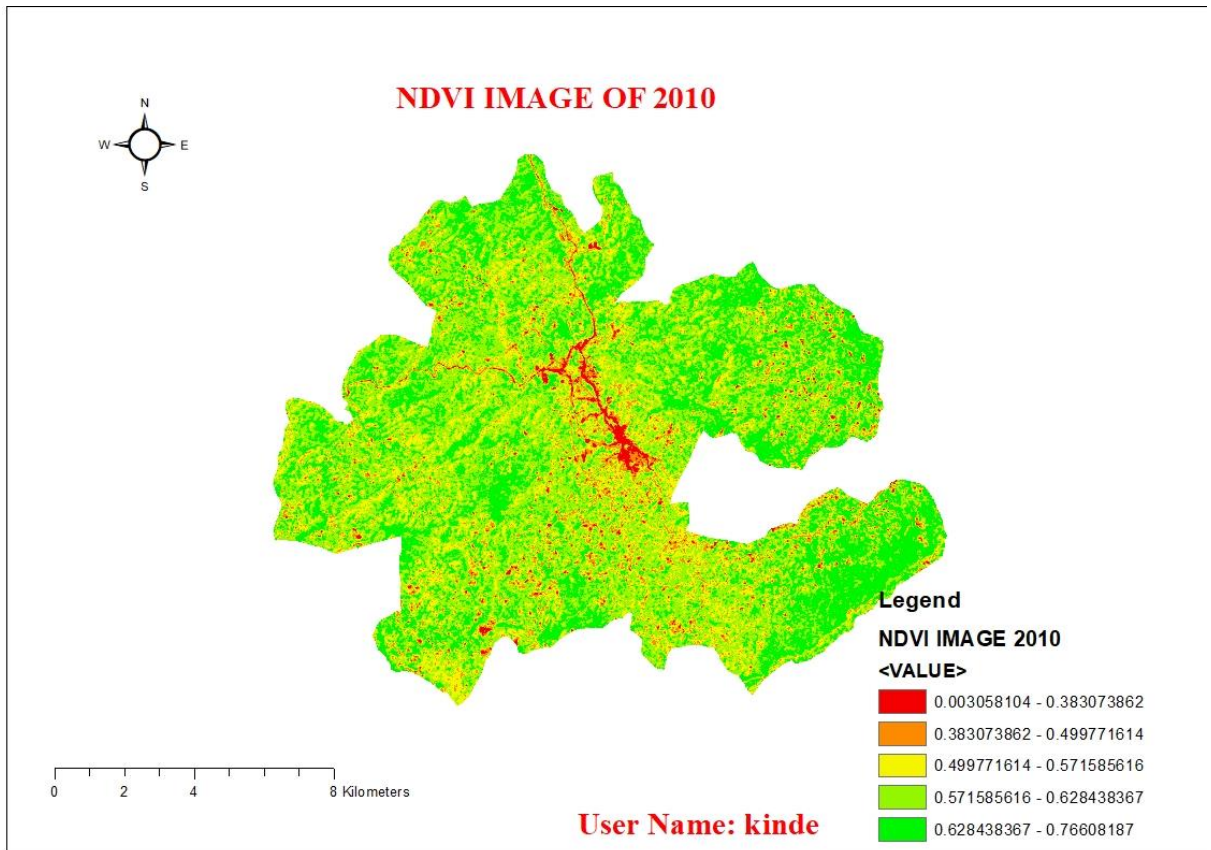 NDVI IMAGE OF 2010
N
W E
S
Legend
NDVI IMAGE 2010
<VALUE>
0.003058104 - 0.383073862
0.383073862 - 0.499771614
0.499771614 - 0.571585616
0.571585616 - 0.628438367
0.628438367 - 0.76608187
0 2 4 8 Kilometers
User Name: kinde